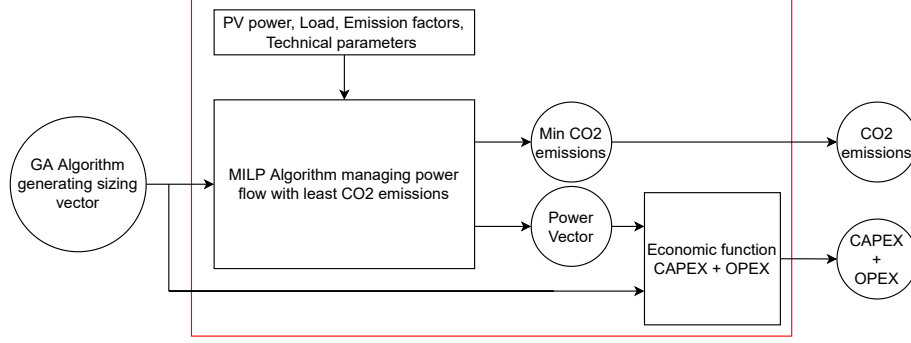 PV power, Load, Emission factors,
Technical parameters
GA Algorithm
generating sizing
vector
MILP Algorithm managing power
flow with least CO2 emissions
Min CO2
emissions
CO2
emissions
Power
Vector
Economic function
CAPEX + OPEX
CAPEX
+
OPEX